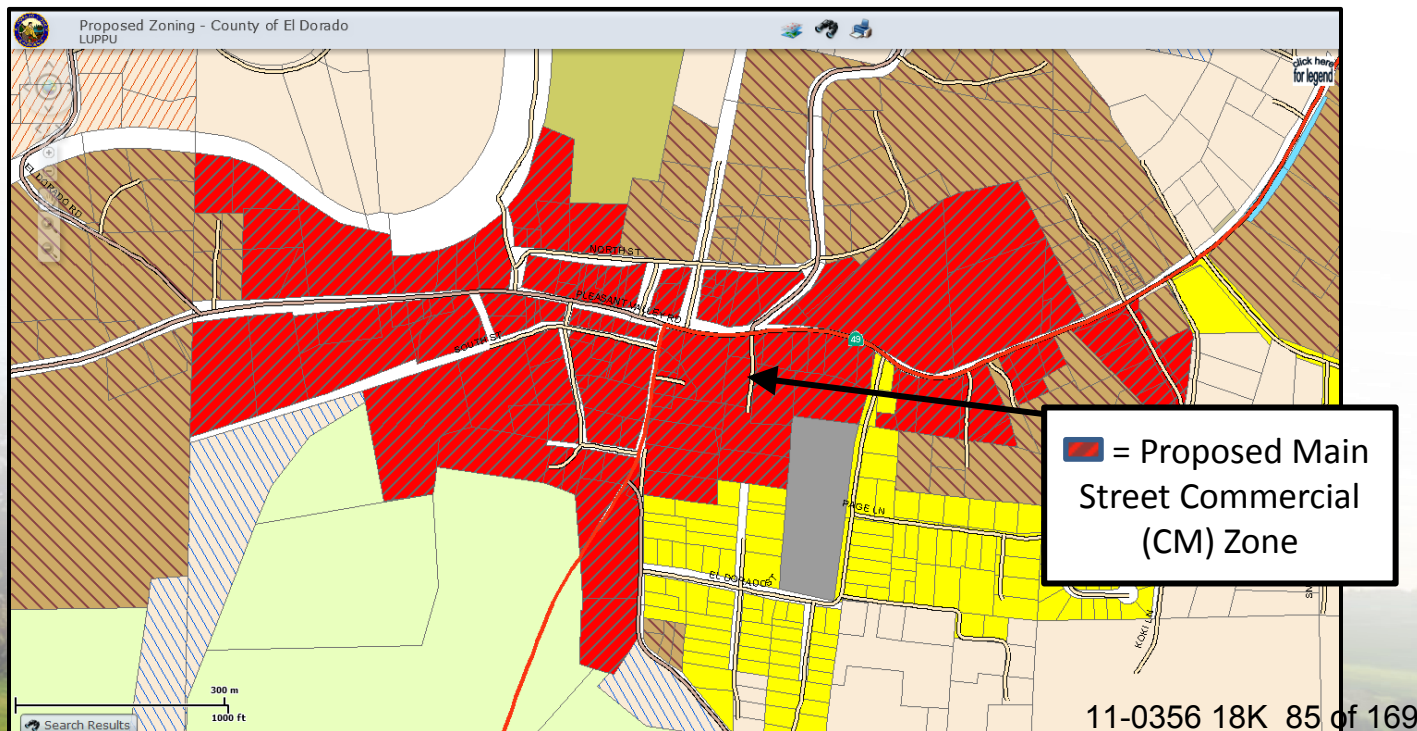 Proposed Zoning - County of El Dorado
LUPPU
click here
for legend
EL DORADO RD
NORTH ST
PLEASANT VALLEY RD
SOUTH ST
49
= Proposed Main
Street Commercial
(CM) Zone
PAGE LN
EL DORADO ST
KOKI LN
SN
300 m
1000 ft
Search Results
11-0356 18K 85 of 169